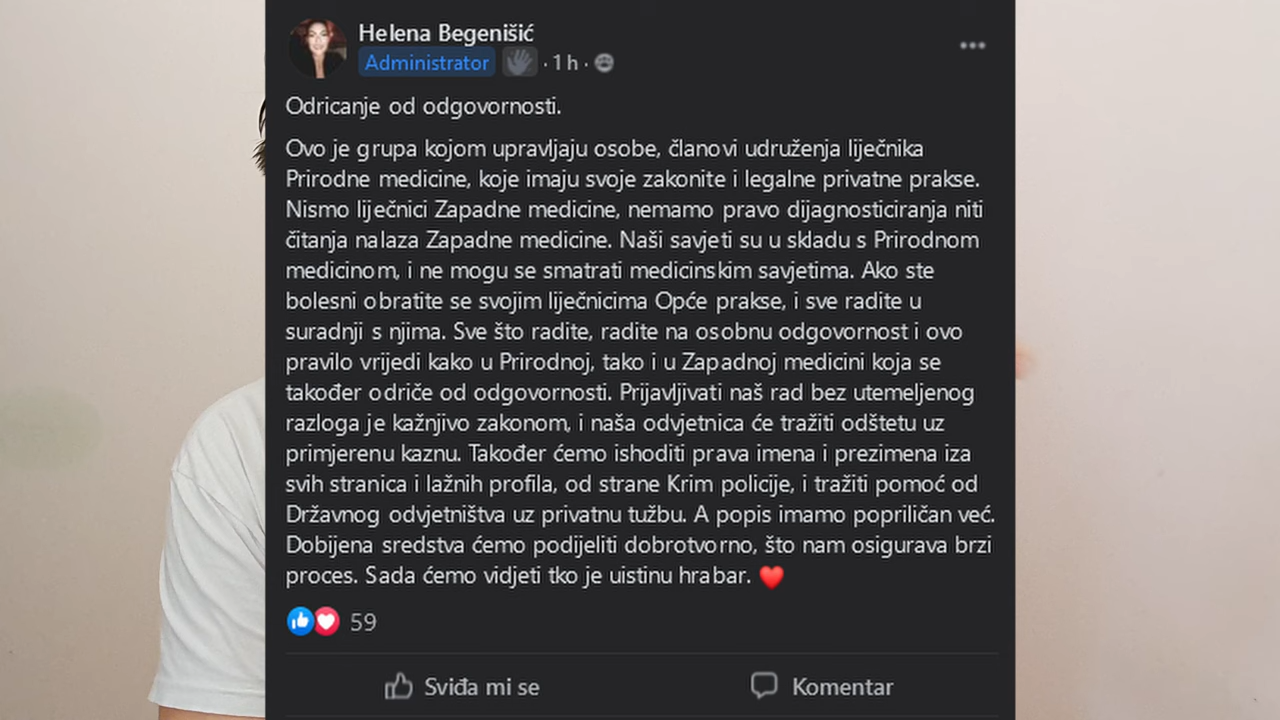 Helena Begenišić
Administrator · 1 h ·
Odricanje od odgovornosti.
Ovo je grupa kojom upravljaju osobe, članovi udruženja liječnika
Prirodne medicine, koje imaju svoje zakonite i legalne privatne prakse.
Nismo liječnici Zapadne medicine, nemamo pravo dijagnosticiranja niti
čitanja nalaza Zapadne medicine. Naši savjeti su u skladu s Prirodnom
medicinom, i ne mogu se smatrati medicinskim savjetima. Ako ste
bolesni obratite se svojim liječnicima Opće prakse, i sve radite u
suradnji s njima. Sve što radite, radite na osobnu odgovornost i ovo
pravilo vrijedi kako u Prirodnoj, tako i u Zapadnoj medicini koja se
također odriče od odgovornosti. Prijavljivati naš rad bez utemeljenog
razloga je kažnjivo zakonom, i naša odvjetnica će tražiti odštetu uz
primjerenu kaznu. Također ćemo ishoditi prava imena i prezimena iza
svih stranica i lažnih profila, od strane Krim policije, i tražiti pomoć od
Državnog odvjetništva uz privatnu tužbu. A popis imamo popriličan već.
Dobijena sredstva ćemo podijeliti dobrotvorno, što nam osigurava brzi
proces. Sada ćemo vidjeti tko je uistinu hrabar. ❤️
59
Sviđa mi se
Komentar